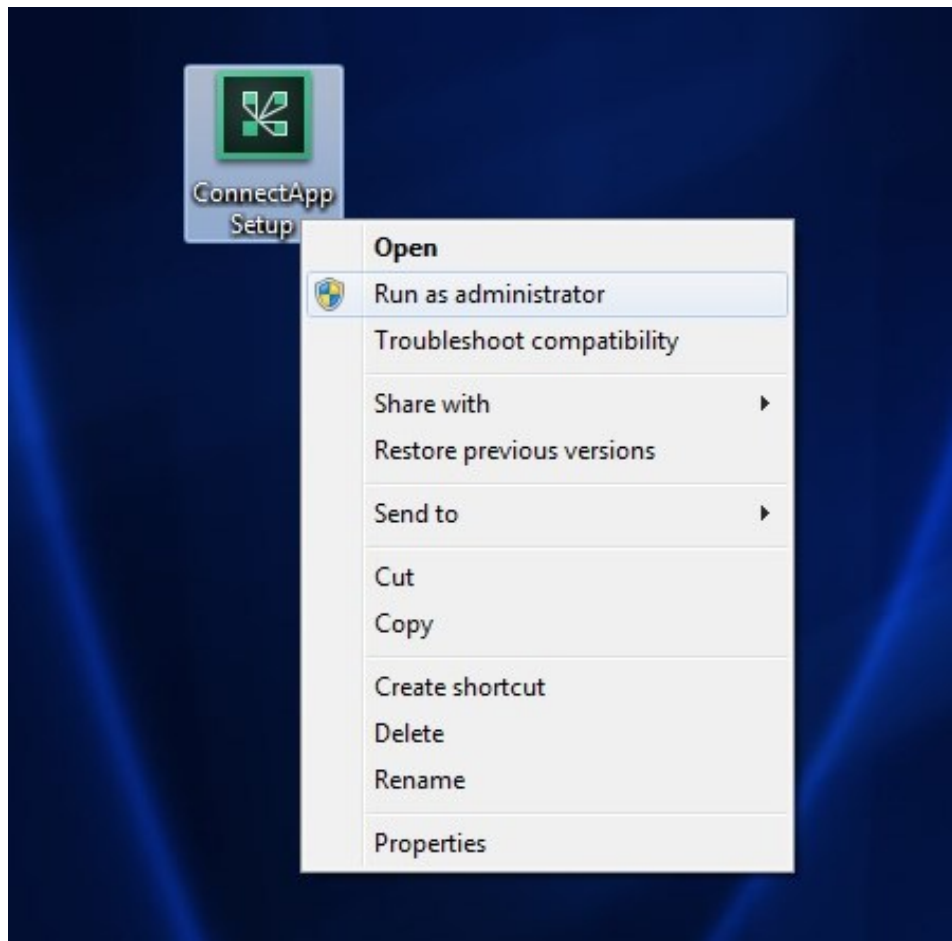 ConnectApp
Setup
Open
Run as administrator
Troubleshoot compatibility
Share with
Restore previous versions
Send to
Cut
Copy
Create shortcut
Delete
Rename
Properties